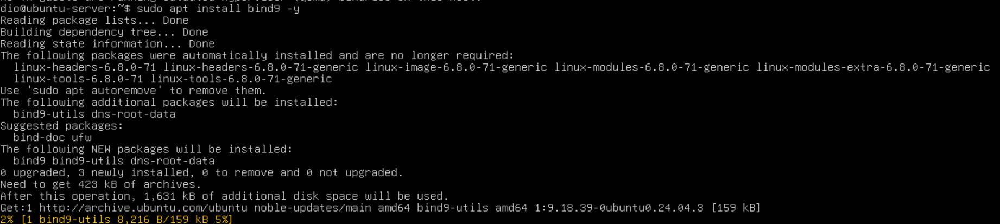 dio@ubuntu-server:~$ sudo apt install bind9 -y
Reading package lists... Done
Building dependency tree... Done
Reading state information... Done
The following packages were automatically installed and are no longer required:
  linux-headers-6.8.0-71 linux-headers-6.8.0-71-generic linux-image-6.8.0-71-generic linux-modules-6.8.0-71-generic linux-modules-extra-6.8.0-71-generic
  linux-tools-6.8.0-71 linux-tools-6.8.0-71-generic
Use 'sudo apt autoremove' to remove them.
The following additional packages will be installed:
  bind9-utils dns-root-data
Suggested packages:
  bind-doc ufw
The following NEW packages will be installed:
  bind9 bind9-utils dns-root-data
0 upgraded, 3 newly installed, 0 to remove and 0 not upgraded.
Need to get 423 kB of archives.
After this operation, 1,631 kB of additional disk space will be used.
Get:1 http://archive.ubuntu.com/ubuntu noble-updates/main amd64 bind9-utils amd64 1:9.18.39-0ubuntu0.24.04.3 [159 kB]
2% [1 bind9-utils 8,216 B/159 kB 5%]